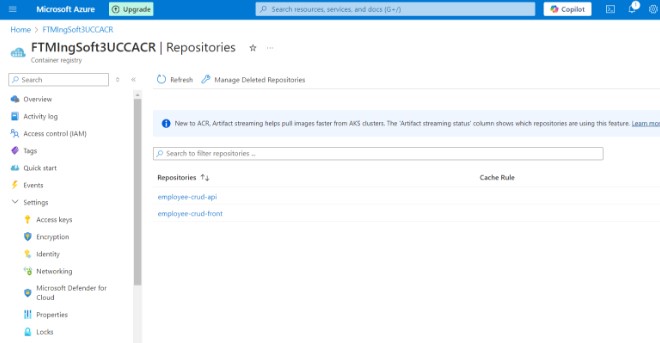 Microsoft Azure
Upgrade
Search resources, services, and docs (G+/)
Copilot
1
Home > FTMIngSoft3UCCACR
FTMIngSoft3UCCACR | Repositories
Container registry
Search
Refresh
Manage Deleted Repositories
Overview
Activity log
Access control (IAM)
Tags
Quick start
Events
Settings
Access keys
Encryption
Identity
Networking
Microsoft Defender for
Cloud
Properties
Locks
New to ACR, Artifact streaming helps pull images faster from AKS clusters. The 'Artifact streaming status' column shows which repositories are using this feature. Learn mo
Search to filter repositories ...
Repositories ↑↓ Cache Rule
employee-crud-api
employee-crud-front